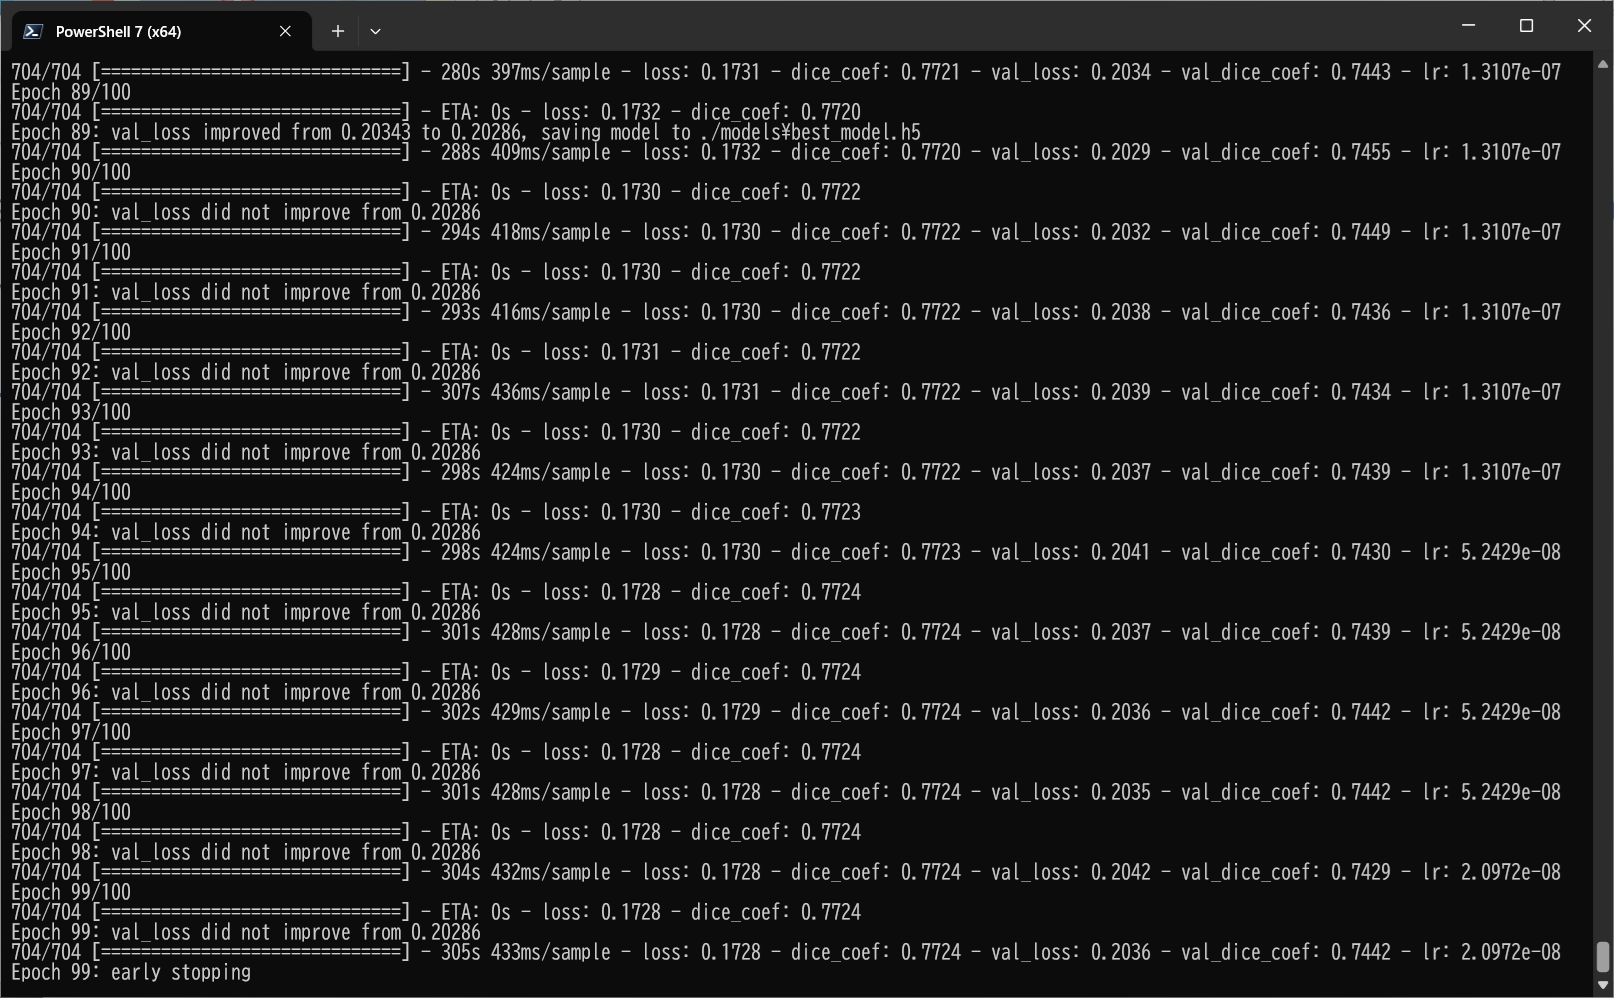 PowerShell 7 (x64)
704/704 [==============================] - 280s 397ms/sample - loss: 0.1731 - dice_coef: 0.7721 - val_loss: 0.2034 - val_dice_coef: 0.7443 - lr: 1.3107e-07
Epoch 89/100
704/704 [==============================] - ETA: 0s - loss: 0.1732 - dice_coef: 0.7720
Epoch 89: val_loss improved from 0.20343 to 0.20286, saving model to ./models¥best_model.h5
704/704 [==============================] - 288s 409ms/sample - loss: 0.1732 - dice_coef: 0.7720 - val_loss: 0.2029 - val_dice_coef: 0.7455 - lr: 1.3107e-07
Epoch 90/100
704/704 [==============================] - ETA: 0s - loss: 0.1730 - dice_coef: 0.7722
Epoch 90: val_loss did not improve from 0.20286
704/704 [==============================] - 294s 418ms/sample - loss: 0.1730 - dice_coef: 0.7722 - val_loss: 0.2032 - val_dice_coef: 0.7449 - lr: 1.3107e-07
Epoch 91/100
704/704 [==============================] - ETA: 0s - loss: 0.1730 - dice_coef: 0.7722
Epoch 91: val_loss did not improve from 0.20286
704/704 [==============================] - 293s 416ms/sample - loss: 0.1730 - dice_coef: 0.7722 - val_loss: 0.2038 - val_dice_coef: 0.7436 - lr: 1.3107e-07
Epoch 92/100
704/704 [==============================] - ETA: 0s - loss: 0.1731 - dice_coef: 0.7722
Epoch 92: val_loss did not improve from 0.20286
704/704 [==============================] - 307s 436ms/sample - loss: 0.1731 - dice_coef: 0.7722 - val_loss: 0.2039 - val_dice_coef: 0.7434 - lr: 1.3107e-07
Epoch 93/100
704/704 [==============================] - ETA: 0s - loss: 0.1730 - dice_coef: 0.7722
Epoch 93: val_loss did not improve from 0.20286
704/704 [==============================] - 298s 424ms/sample - loss: 0.1730 - dice_coef: 0.7722 - val_loss: 0.2037 - val_dice_coef: 0.7439 - lr: 1.3107e-07
Epoch 94/100
704/704 [==============================] - ETA: 0s - loss: 0.1730 - dice_coef: 0.7723
Epoch 94: val_loss did not improve from 0.20286
704/704 [==============================] - 298s 424ms/sample - loss: 0.1730 - dice_coef: 0.7723 - val_loss: 0.2041 - val_dice_coef: 0.7430 - lr: 5.2429e-08
Epoch 95/100
704/704 [==============================] - ETA: 0s - loss: 0.1728 - dice_coef: 0.7724
Epoch 95: val_loss did not improve from 0.20286
704/704 [==============================] - 301s 428ms/sample - loss: 0.1728 - dice_coef: 0.7724 - val_loss: 0.2037 - val_dice_coef: 0.7439 - lr: 5.2429e-08
Epoch 96/100
704/704 [==============================] - ETA: 0s - loss: 0.1729 - dice_coef: 0.7724
Epoch 96: val_loss did not improve from 0.20286
704/704 [==============================] - 302s 429ms/sample - loss: 0.1729 - dice_coef: 0.7724 - val_loss: 0.2036 - val_dice_coef: 0.7442 - lr: 5.2429e-08
Epoch 97/100
704/704 [==============================] - ETA: 0s - loss: 0.1728 - dice_coef: 0.7724
Epoch 97: val_loss did not improve from 0.20286
704/704 [==============================] - 301s 428ms/sample - loss: 0.1728 - dice_coef: 0.7724 - val_loss: 0.2035 - val_dice_coef: 0.7442 - lr: 5.2429e-08
Epoch 98/100
704/704 [==============================] - ETA: 0s - loss: 0.1728 - dice_coef: 0.7724
Epoch 98: val_loss did not improve from 0.20286
704/704 [==============================] - 304s 432ms/sample - loss: 0.1728 - dice_coef: 0.7724 - val_loss: 0.2042 - val_dice_coef: 0.7429 - lr: 2.0972e-08
Epoch 99/100
704/704 [==============================] - ETA: 0s - loss: 0.1728 - dice_coef: 0.7724
Epoch 99: val_loss did not improve from 0.20286
704/704 [==============================] - 305s 433ms/sample - loss: 0.1728 - dice_coef: 0.7724 - val_loss: 0.2036 - val_dice_coef: 0.7442 - lr: 2.0972e-08
Epoch 99: early stopping